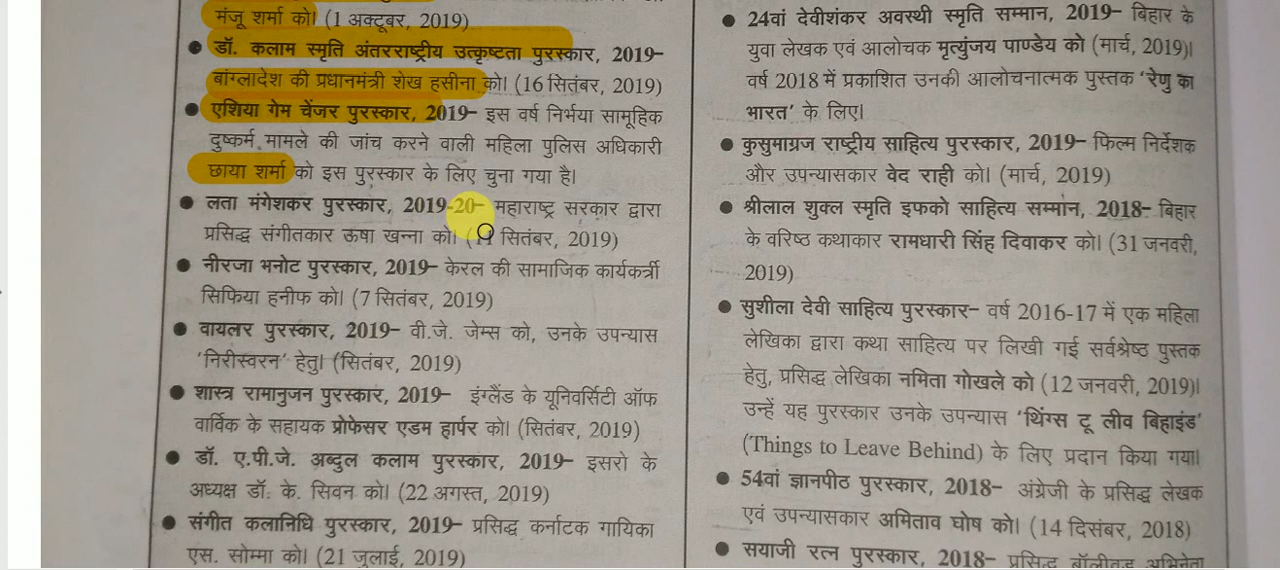 मंजू शर्मा को। (1 अक्टूबर, 2019)
● डॉ. कलाम स्मृति अंतरराष्ट्रीय उत्कृष्टता पुरस्कार, 2019–
बांग्लादेश की प्रधानमंत्री शेख हसीना को। (16 सितंबर, 2019)
● एशिया गेम चेंजर पुरस्कार, 2019– इस वर्ष निर्भया सामूहिक
दुष्कर्म मामले की जांच करने वाली महिला पुलिस अधिकारी
छाया शर्मा को इस पुरस्कार के लिए चुना गया है।
● लता मंगेशकर पुरस्कार, 2019-20– महाराष्ट्र सरकार द्वारा
प्रसिद्ध संगीतकार ऊषा खन्ना को। ( सितंबर, 2019)
● नीरजा भनोट पुरस्कार, 2019– केरल की सामाजिक कार्यकर्त्री
सिफिया हनीफ को। (7 सितंबर, 2019)
● वायलर पुरस्कार, 2019– वी.जे. जेम्स को, उनके उपन्यास
'निरीस्वरन' हेतु। (सितंबर, 2019)
● शास्त्र रामानुजन पुरस्कार, 2019– इंग्लैंड के यूनिवर्सिटी ऑफ
वार्विक के सहायक प्रोफेसर एडम हार्पर को। (सितंबर, 2019)
● डॉ. ए.पी.जे. अब्दुल कलाम पुरस्कार, 2019– इसरो के
अध्यक्ष डॉ. के. सिवन को। (22 अगस्त, 2019)
● संगीत कलानिधि पुरस्कार, 2019– प्रसिद्ध कर्नाटक गायिका
एस. सोम्मा को। (21 जुलाई, 2019)
● 24वां देवीशंकर अवस्थी स्मृति सम्मान, 2019– बिहार के
युवा लेखक एवं आलोचक मृत्युंजय पाण्डेय को (मार्च, 2019)।
वर्ष 2018 में प्रकाशित उनकी आलोचनात्मक पुस्तक 'रेणु का
भारत' के लिए।
● कुसुमाग्रज राष्ट्रीय साहित्य पुरस्कार, 2019– फिल्म निर्देशक
और उपन्यासकार वेद राही को। (मार्च, 2019)
● श्रीलाल शुक्ल स्मृति इफको साहित्य सम्मान, 2018– बिहार
के वरिष्ठ कथाकार रामधारी सिंह दिवाकर को। (31 जनवरी,
2019)
● सुशीला देवी साहित्य पुरस्कार– वर्ष 2016-17 में एक महिला
लेखिका द्वारा कथा साहित्य पर लिखी गई सर्वश्रेष्ठ पुस्तक
हेतु, प्रसिद्ध लेखिका नमिता गोखले को (12 जनवरी, 2019)।
उन्हें यह पुरस्कार उनके उपन्यास 'थिंग्स टू लीव बिहाइंड'
(Things to Leave Behind) के लिए प्रदान किया गया।
● 54वां ज्ञानपीठ पुरस्कार, 2018– अंग्रेजी के प्रसिद्ध लेखक
एवं उपन्यासकार अमिताव घोष को। (14 दिसंबर, 2018)
● सयाजी रत्न पुरस्कार, 2018– प्रसिद्ध बॉलीवुड अभिनेता